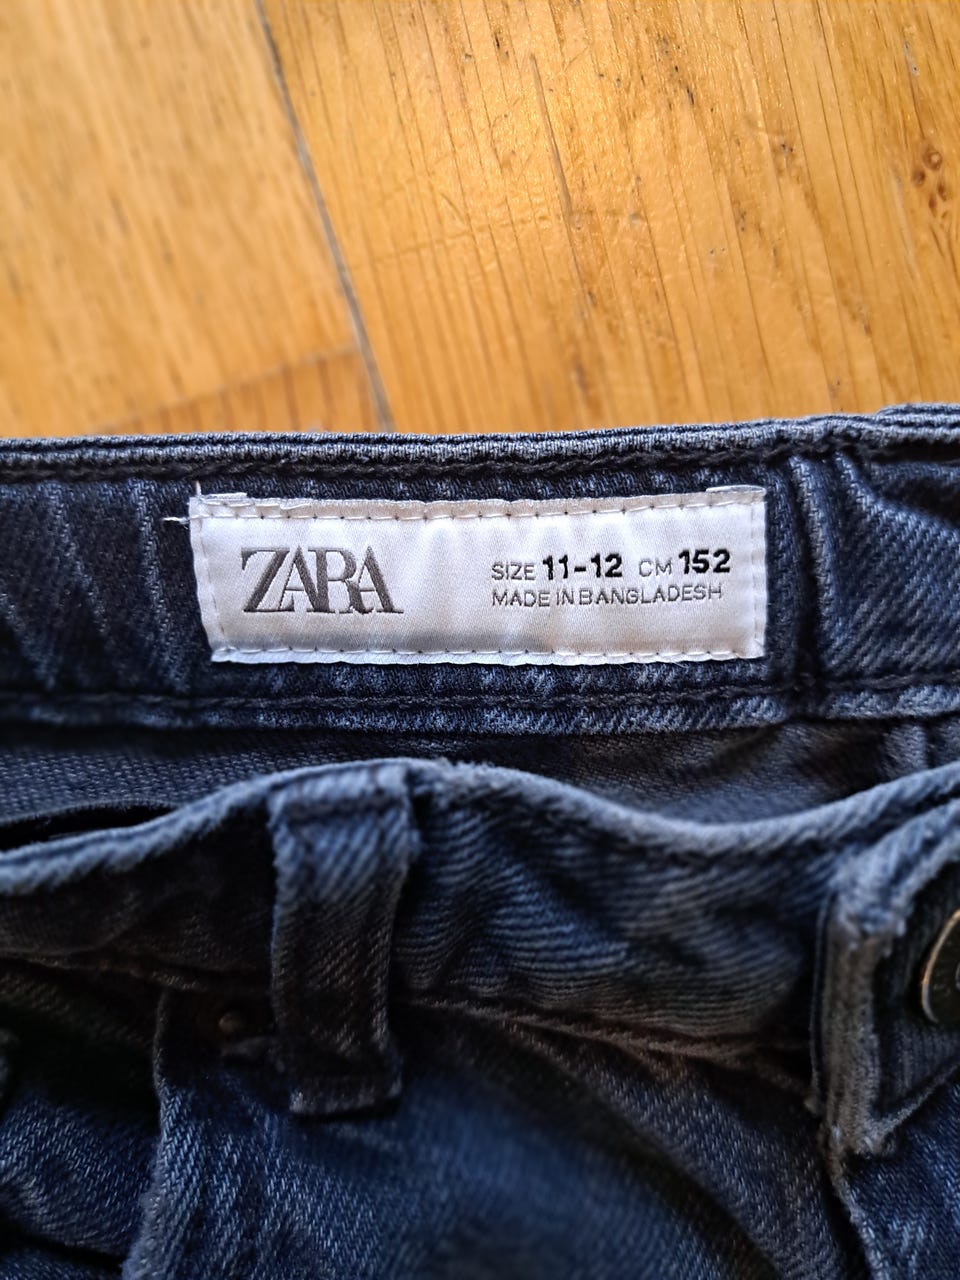 ZARA
SIZE 11-12 CM 152
MADE IN BANGLADESH